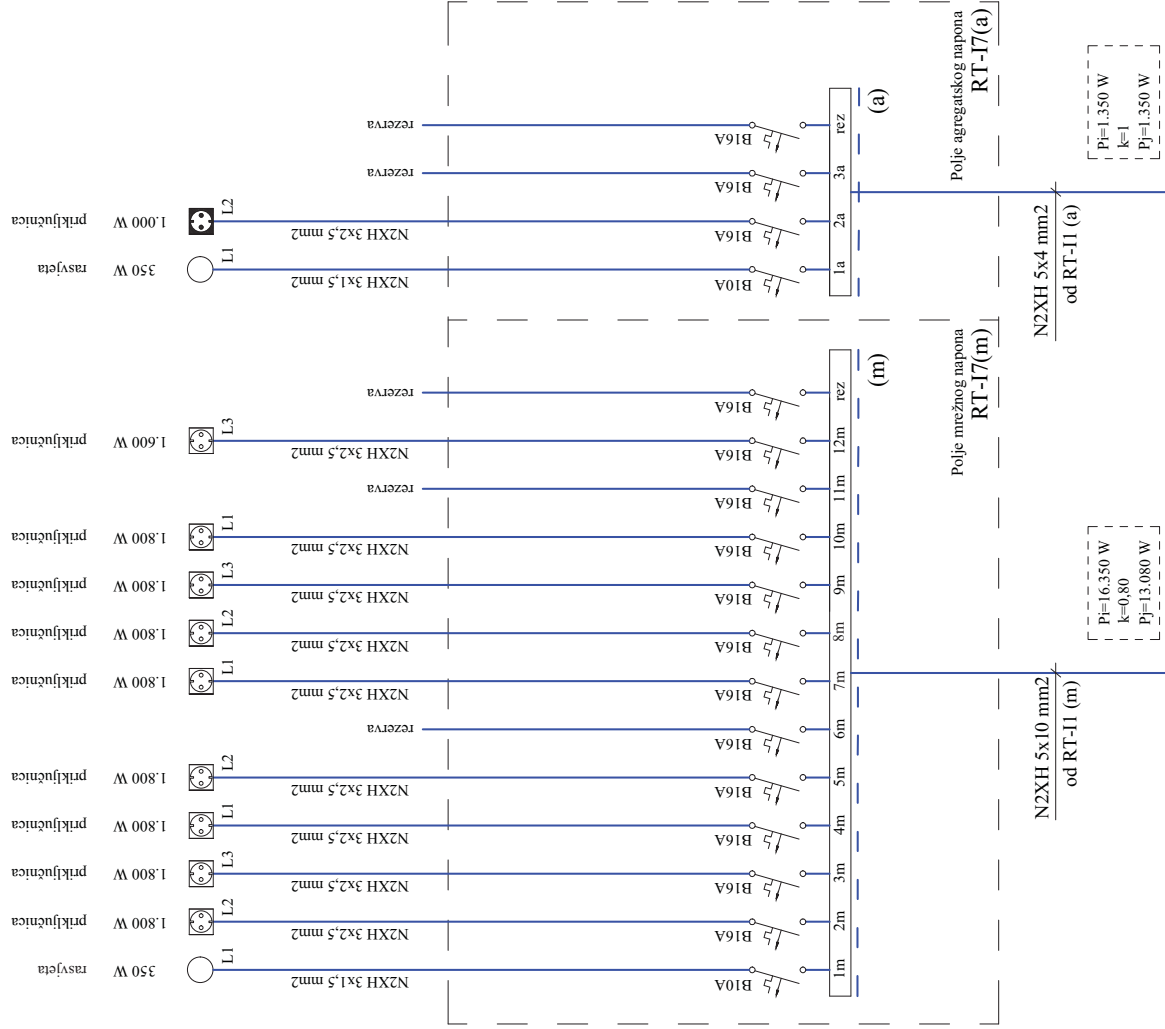 priključnica
1.000 W
L2
rasvjeta
350 W
L1
rezerva
rezerva
N2XH 3x2,5 mm2
N2XH 3x1,5 mm2
B16A
B16A
B16A
B10A
rez
3a
2a
1a
(a)
Polje agregatskog napona
RT-I7(a)
Pi=1.350 W
k=1
Pj=1.350 W
N2XH 5x4 mm2
od RT-I1 (a)
rezerva
B16A
rez
priključnica
1.600 W
L3
N2XH 3x2,5 mm2
B16A
12m
rezerva
B16A
11m
priključnica
1.800 W
L1
N2XH 3x2,5 mm2
B16A
10m
priključnica
1.800 W
L3
N2XH 3x2,5 mm2
B16A
9m
priključnica
1.800 W
L2
N2XH 3x2,5 mm2
B16A
8m
priključnica
1.800 W
L1
N2XH 3x2,5 mm2
B16A
7m
rezerva
B16A
6m
priključnica
1.800 W
L2
N2XH 3x2,5 mm2
B16A
5m
priključnica
1.800 W
L1
N2XH 3x2,5 mm2
B16A
4m
priključnica
1.800 W
L3
N2XH 3x2,5 mm2
B16A
3m
priključnica
1.800 W
L2
N2XH 3x2,5 mm2
B16A
2m
rasvjeta
350 W
L1
N2XH 3x1,5 mm2
B10A
1m
(m)
Polje mrežnog napona
RT-I7(m)
Pi=16.350 W
k=0,80
Pj=13.080 W
N2XH 5x10 mm2
od RT-I1 (m)